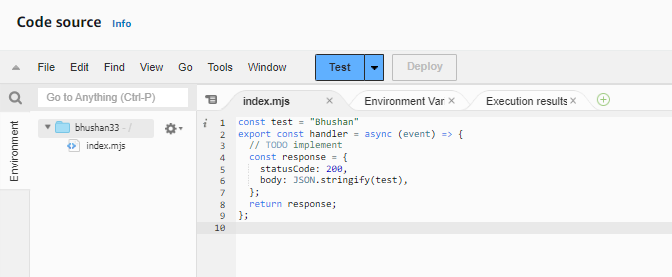 Code source Info
File Edit Find View Go Tools Window Test Deploy
Go to Anything (Ctrl-P)
index.mjs Environment Var Execution results
Environment
bhushan33 - /
index.mjs
1 const test = "Bhushan"
2 export const handler = async (event) => {
3 // TODO implement
4 const response = {
5 statusCode: 200,
6 body: JSON.stringify(test),
7 };
8 return response;
9 };
10